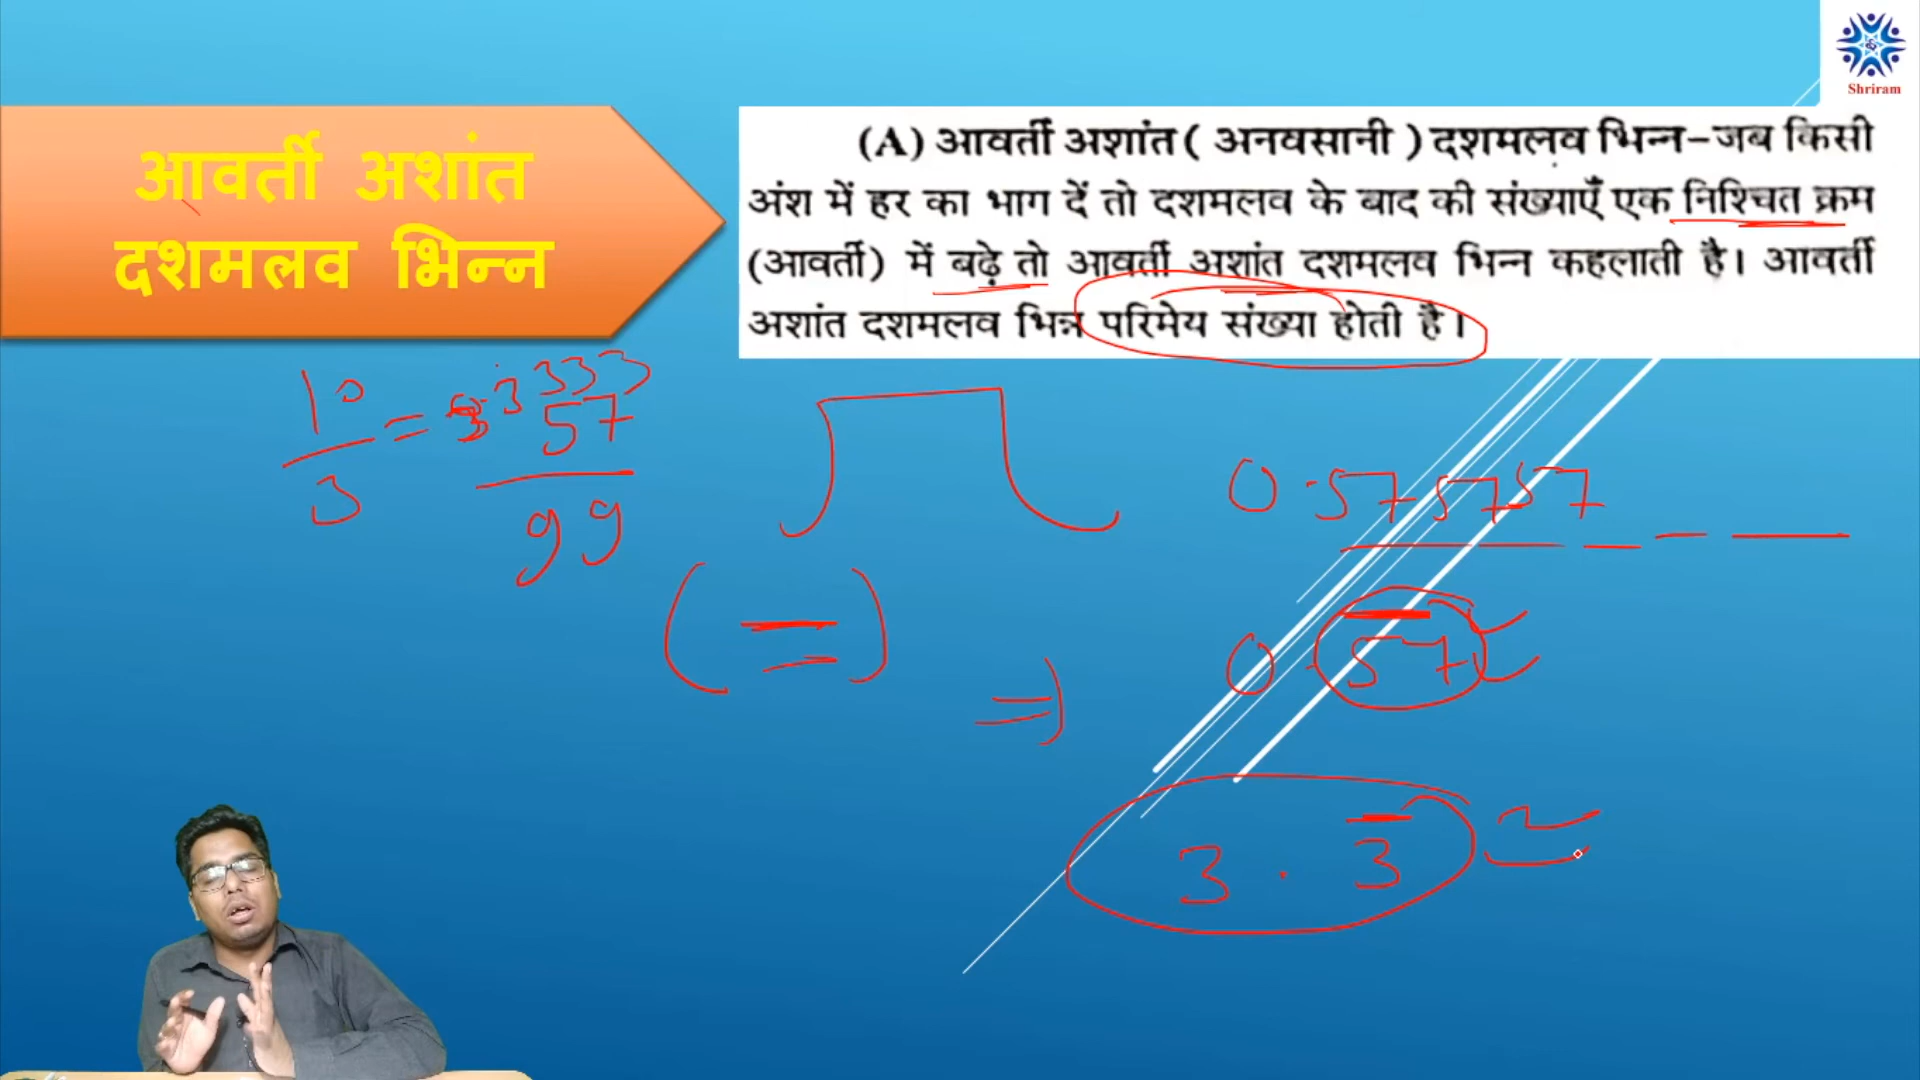 Shriram
आवर्ती अशांत
दशमलव भिन्न
(A) आवर्ती अशांत ( अनवसानी ) दशमलव भिन्न-जब किसी
अंश में हर का भाग दें तो दशमलव के बाद की संख्याएँ एक निश्चित क्रम
(आवर्ती) में बढ़े तो आवर्ती अशांत दशमलव भिन्न कहलाती है। आवर्ती
अशांत दशमलव भिन्न परिमेय संख्या होती है।
10/3 = 3.3333
57/99
0.575757 _ _ _
(=)
0.57
=)
3.3